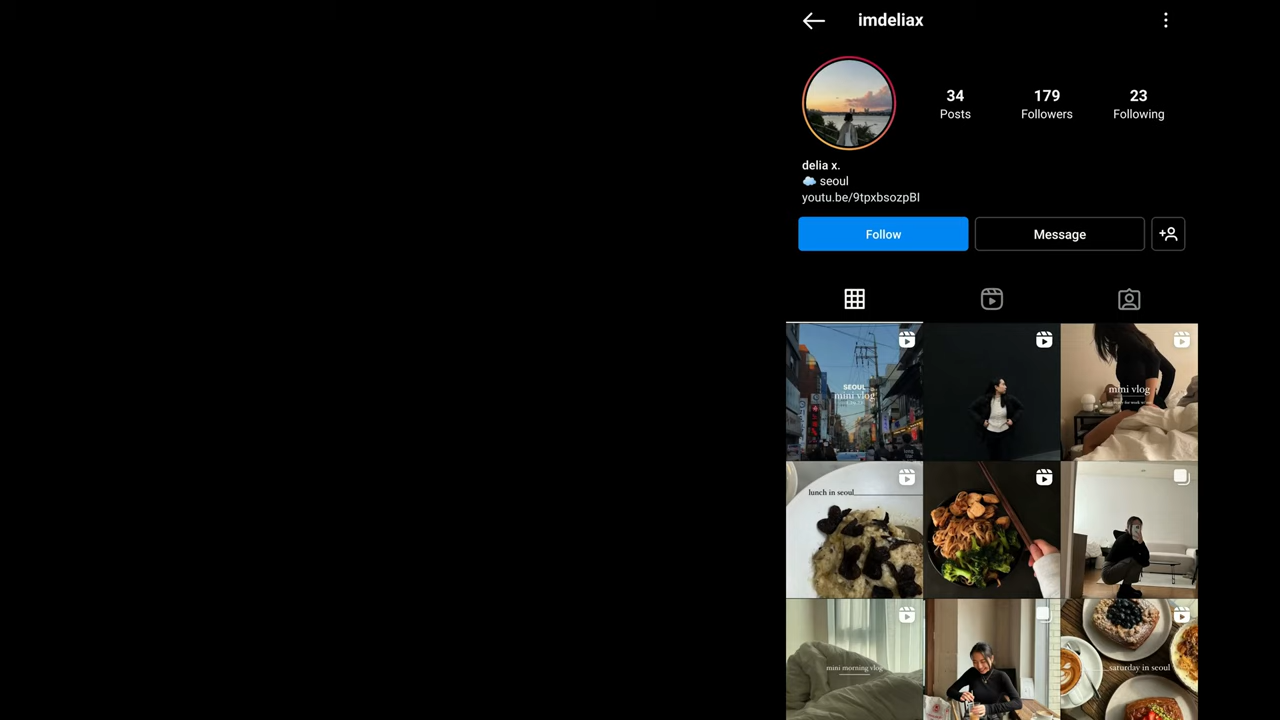 imdeliax
34
179
23
Posts
Followers
Following
delia x.
seoul
youtu.be/9tpxbsozpBI
Follow
Message
SEOUL
mini vlog
mini vlog
lunch in seoul
mini morning vlog
saturday in seoul